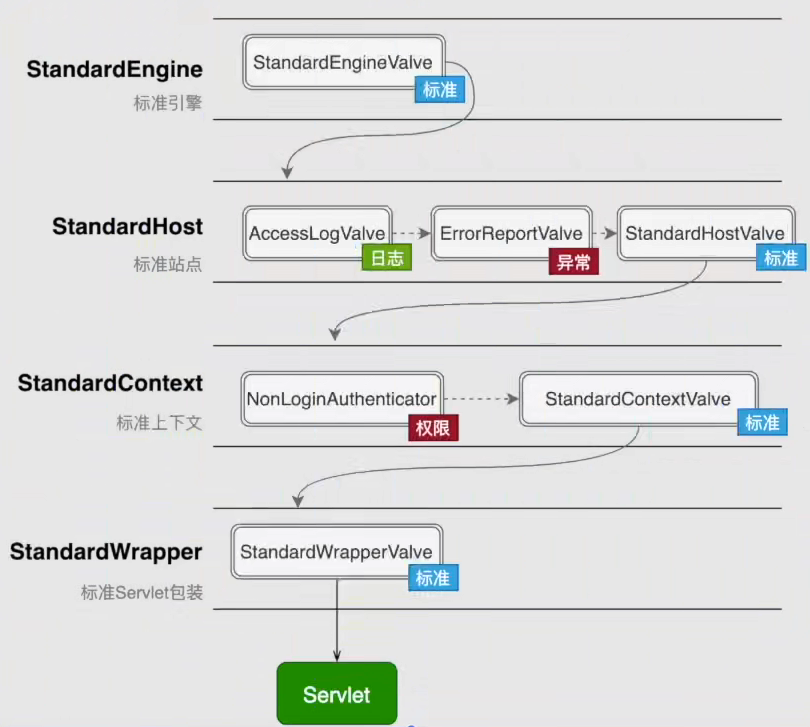 StandardEngine
标准引擎
StandardEngineValve
标准
StandardHost
标准站点
AccessLogValve
日志
ErrorReportValve
异常
StandardHostValve
标准
StandardContext
标准上下文
NonLoginAuthenticator
权限
StandardContextValve
标准
StandardWrapper
标准Servlet包装
StandardWrapperValve
标准
Servlet